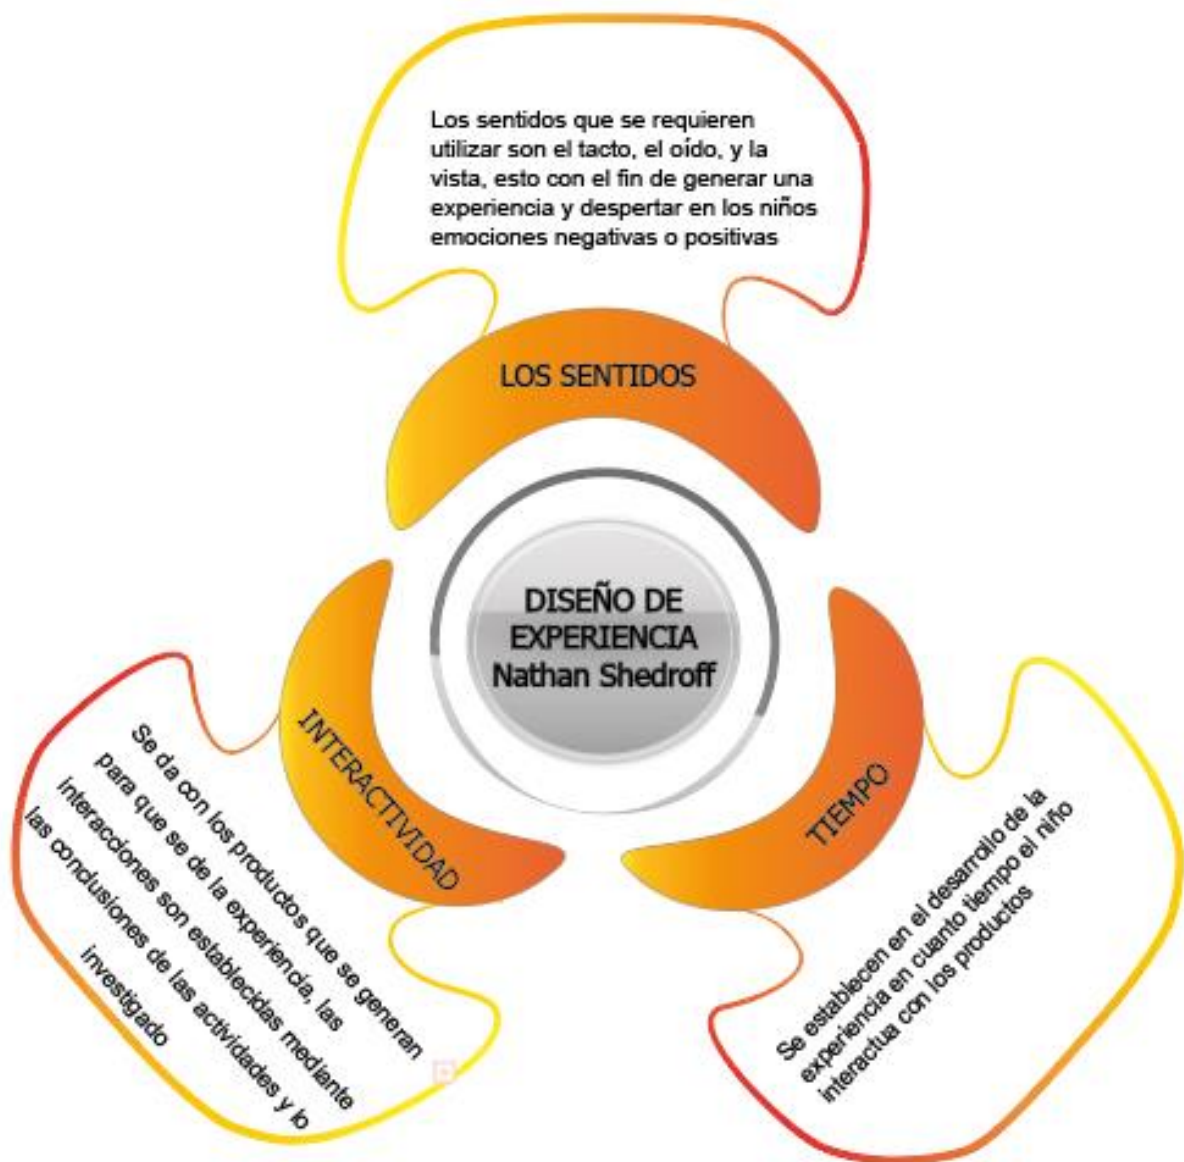 Los sentidos que se requieren
utilizar son el tacto, el oído, y la
vista, esto con el fin de generar una
experiencia y despertar en los niños
emociones negativas o positivas
LOS SENTIDOS
DISEÑO DE
EXPERIENCIA
Nathan Shedroff
INTERACTIVIDAD
Se da con los productos que se generan
para que se de la experiencía, las
interacciones son establecidas mediante
las conclusiones de las actividades y lo
investigado
TIEMPO
Se establecen en el desarrollo de la
experiencia en cuanto tiempo el niño
interactua con los productos